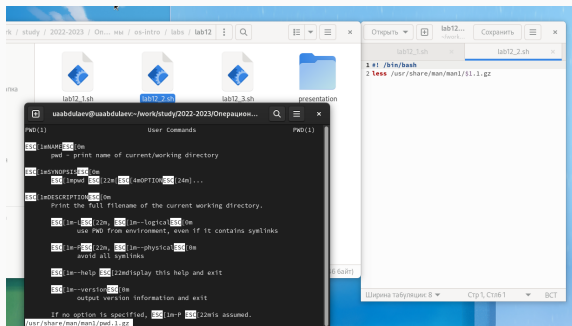 rk / study / 2022-2023 / Оп... мы / os-intro / labs / lab12
lab12_1.sh
lab12_2.sh
lab12_3.sh
presentation
Открыть
lab12...
Сохранить
lab12_1.sh
lab12_2.sh
1 #! /bin/bash
2 less /usr/share/man/man1/$1.1.gz
uaabdulaev@uaabdulaev:~/work/study/2022-2023/Операцион...
PWD(1) User Commands PWD(1)
ESC[1mNAMEESC[0m
pwd - print name of current/working directory
ESC[1mSYNOPSISESC[0m
ESC[1mpwd ESC[22m[ESC[4mOPTIONESC[24m]...
ESC[1mDESCRIPTIONESC[0m
Print the full filename of the current working directory.
ESC[1m-LESC[22m, ESC[1m--logicalESC[0m
use PWD from environment, even if it contains symlinks
ESC[1m-PESC[22m, ESC[1m--physicalESC[0m
avoid all symlinks
ESC[1m--help ESC[22mdisplay this help and exit
ESC[1m--versionESC[0m
output version information and exit
If no option is specified, ESC[1m-P ESC[22mis assumed.
/usr/share/man/man1/pwd.1.gz
байт)
Ширина табуляции: 8
Стр 1, Стлб 1
ВСТ